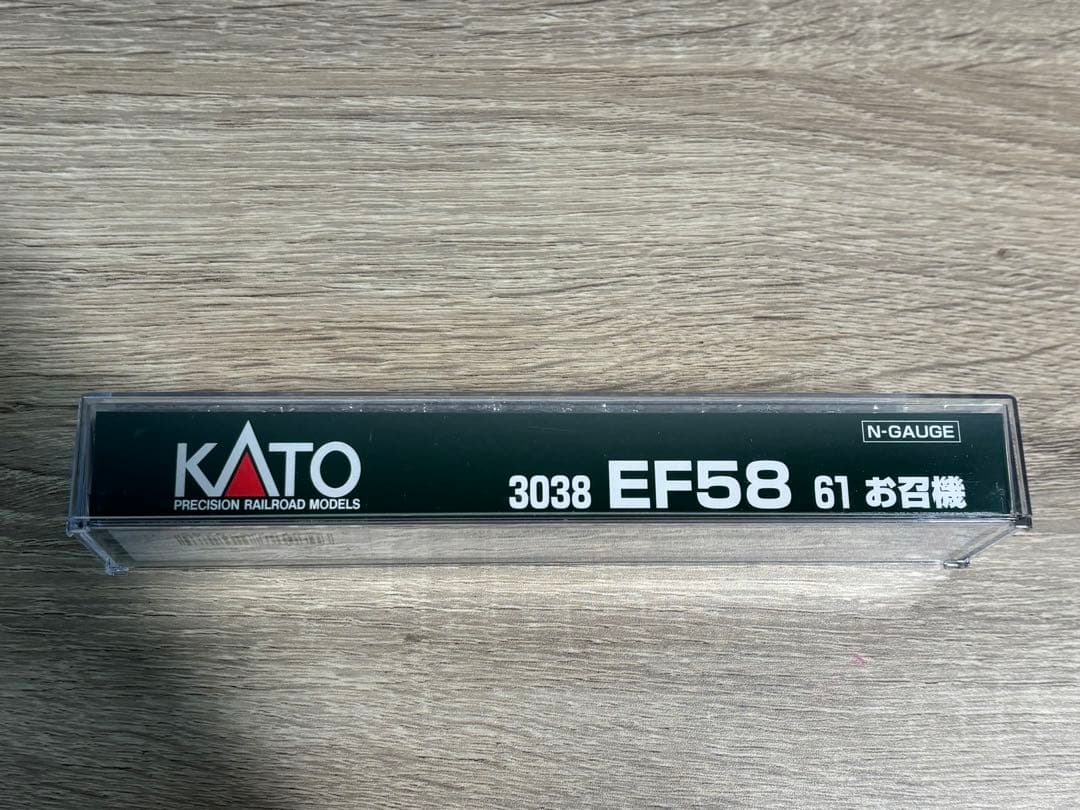 N-GAUGE
KATO
PRECISION RAILROAD MODELS
3038 EF58 61 お召機